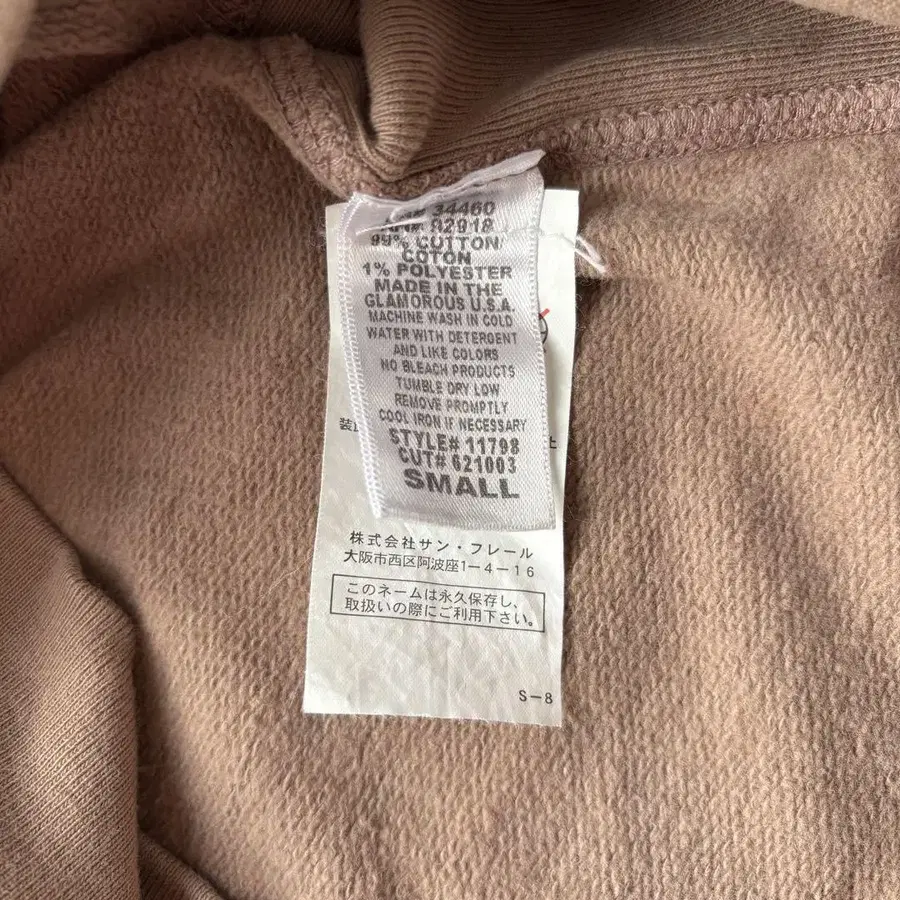 34460
92918
99% CUTTON/
COTON
1% POLYESTER
MADE IN THE
GLAMOROUS U.S.A.
MACHINE WASH IN COLD
WATER WITH DETERGENT
AND LIKE COLORS
NO BLEACH PRODUCTS
TUMBLE DRY LOW
REMOVE PROMPTLY
COOL IRON IF NECESSARY
STYLE# 11798
CUT# 621003
SMALL
株式会社サン・フレール
大阪市西区阿波座1－4－16
このネームは永久保存し、
取扱いの際にご利用下さい。
S－8